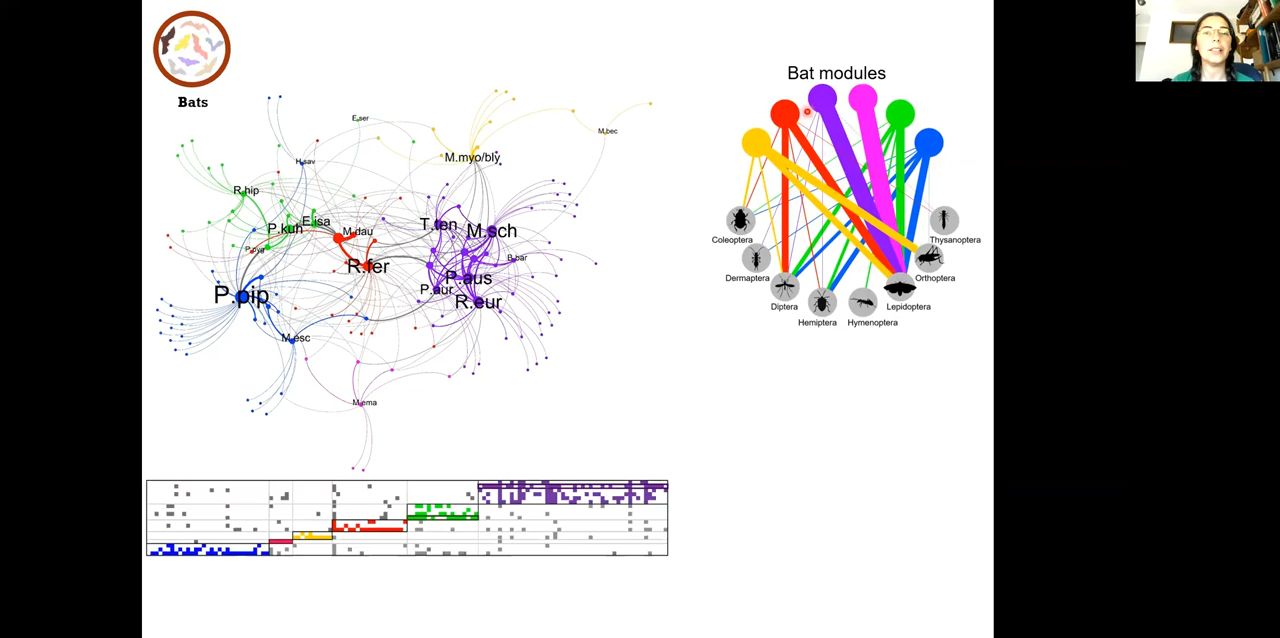 Bats
E.ser
M.bec
H.sav
M.myo/bly
R.hip
P.kuh
E.isa
M.dau
T.ten
M.sch
P.pyg
R.fer
B.bar
P.aus
P.aur
R.eur
P.pip
M.esc
M.ema
Bat modules
Coleoptera
Thysanoptera
Dermaptera
Orthoptera
Diptera
Lepidoptera
Hemiptera
Hymenoptera